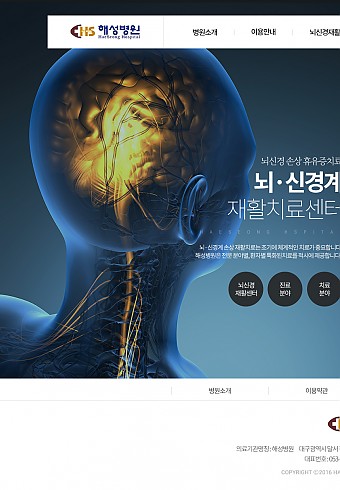 CHS 해성병원
HaeSeong Hospital
병원소개 이용안내 뇌신경재활
뇌신경 손상 휴유증치료
뇌·신경계
재활치료센터
HAESEONG HSPITAL
뇌·신경계 손상 재활치료는 조기에 체계적인 치료가 중요합니다
해성병원은 전문 분야별, 환자별 특화된치료를 적시에 제공합니다
뇌신경
재활센터
진료
분야
치료
분야
병원소개 이용약관
의료기관명칭 : 해성병원 대구광역시달서
대표번호 : 053-
COPYRIGHT ⓒ2016 HA